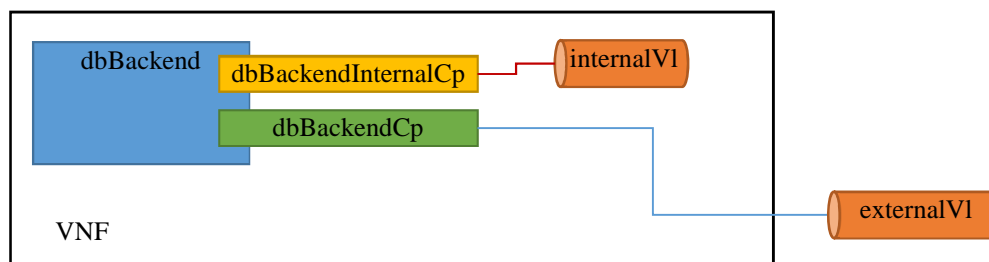 dbBackend
dbBackendInternalCp
internalVl
dbBackendCp
externalVl
VNF